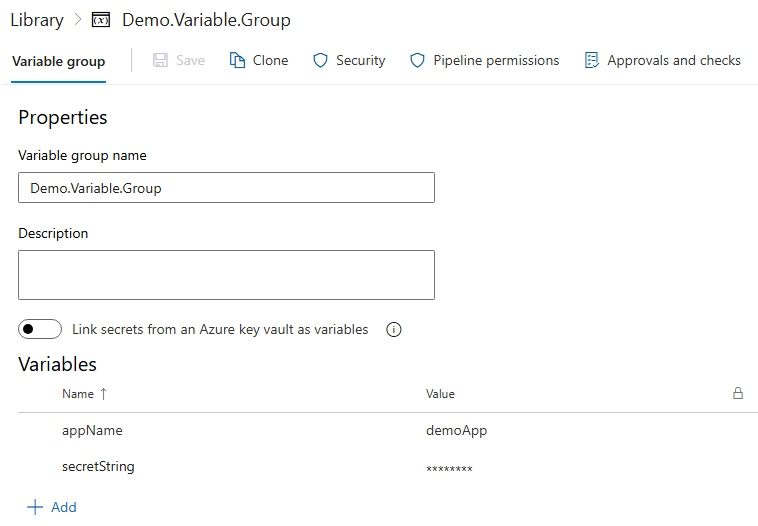 Library > (x) Demo.Variable.Group
Variable group Save Clone Security Pipeline permissions Approvals and checks
Properties
Variable group name
Demo.Variable.Group
Description
Link secrets from an Azure key vault as variables i
Variables
Name ↑ Value
appName demoApp
secretString ********
+ Add